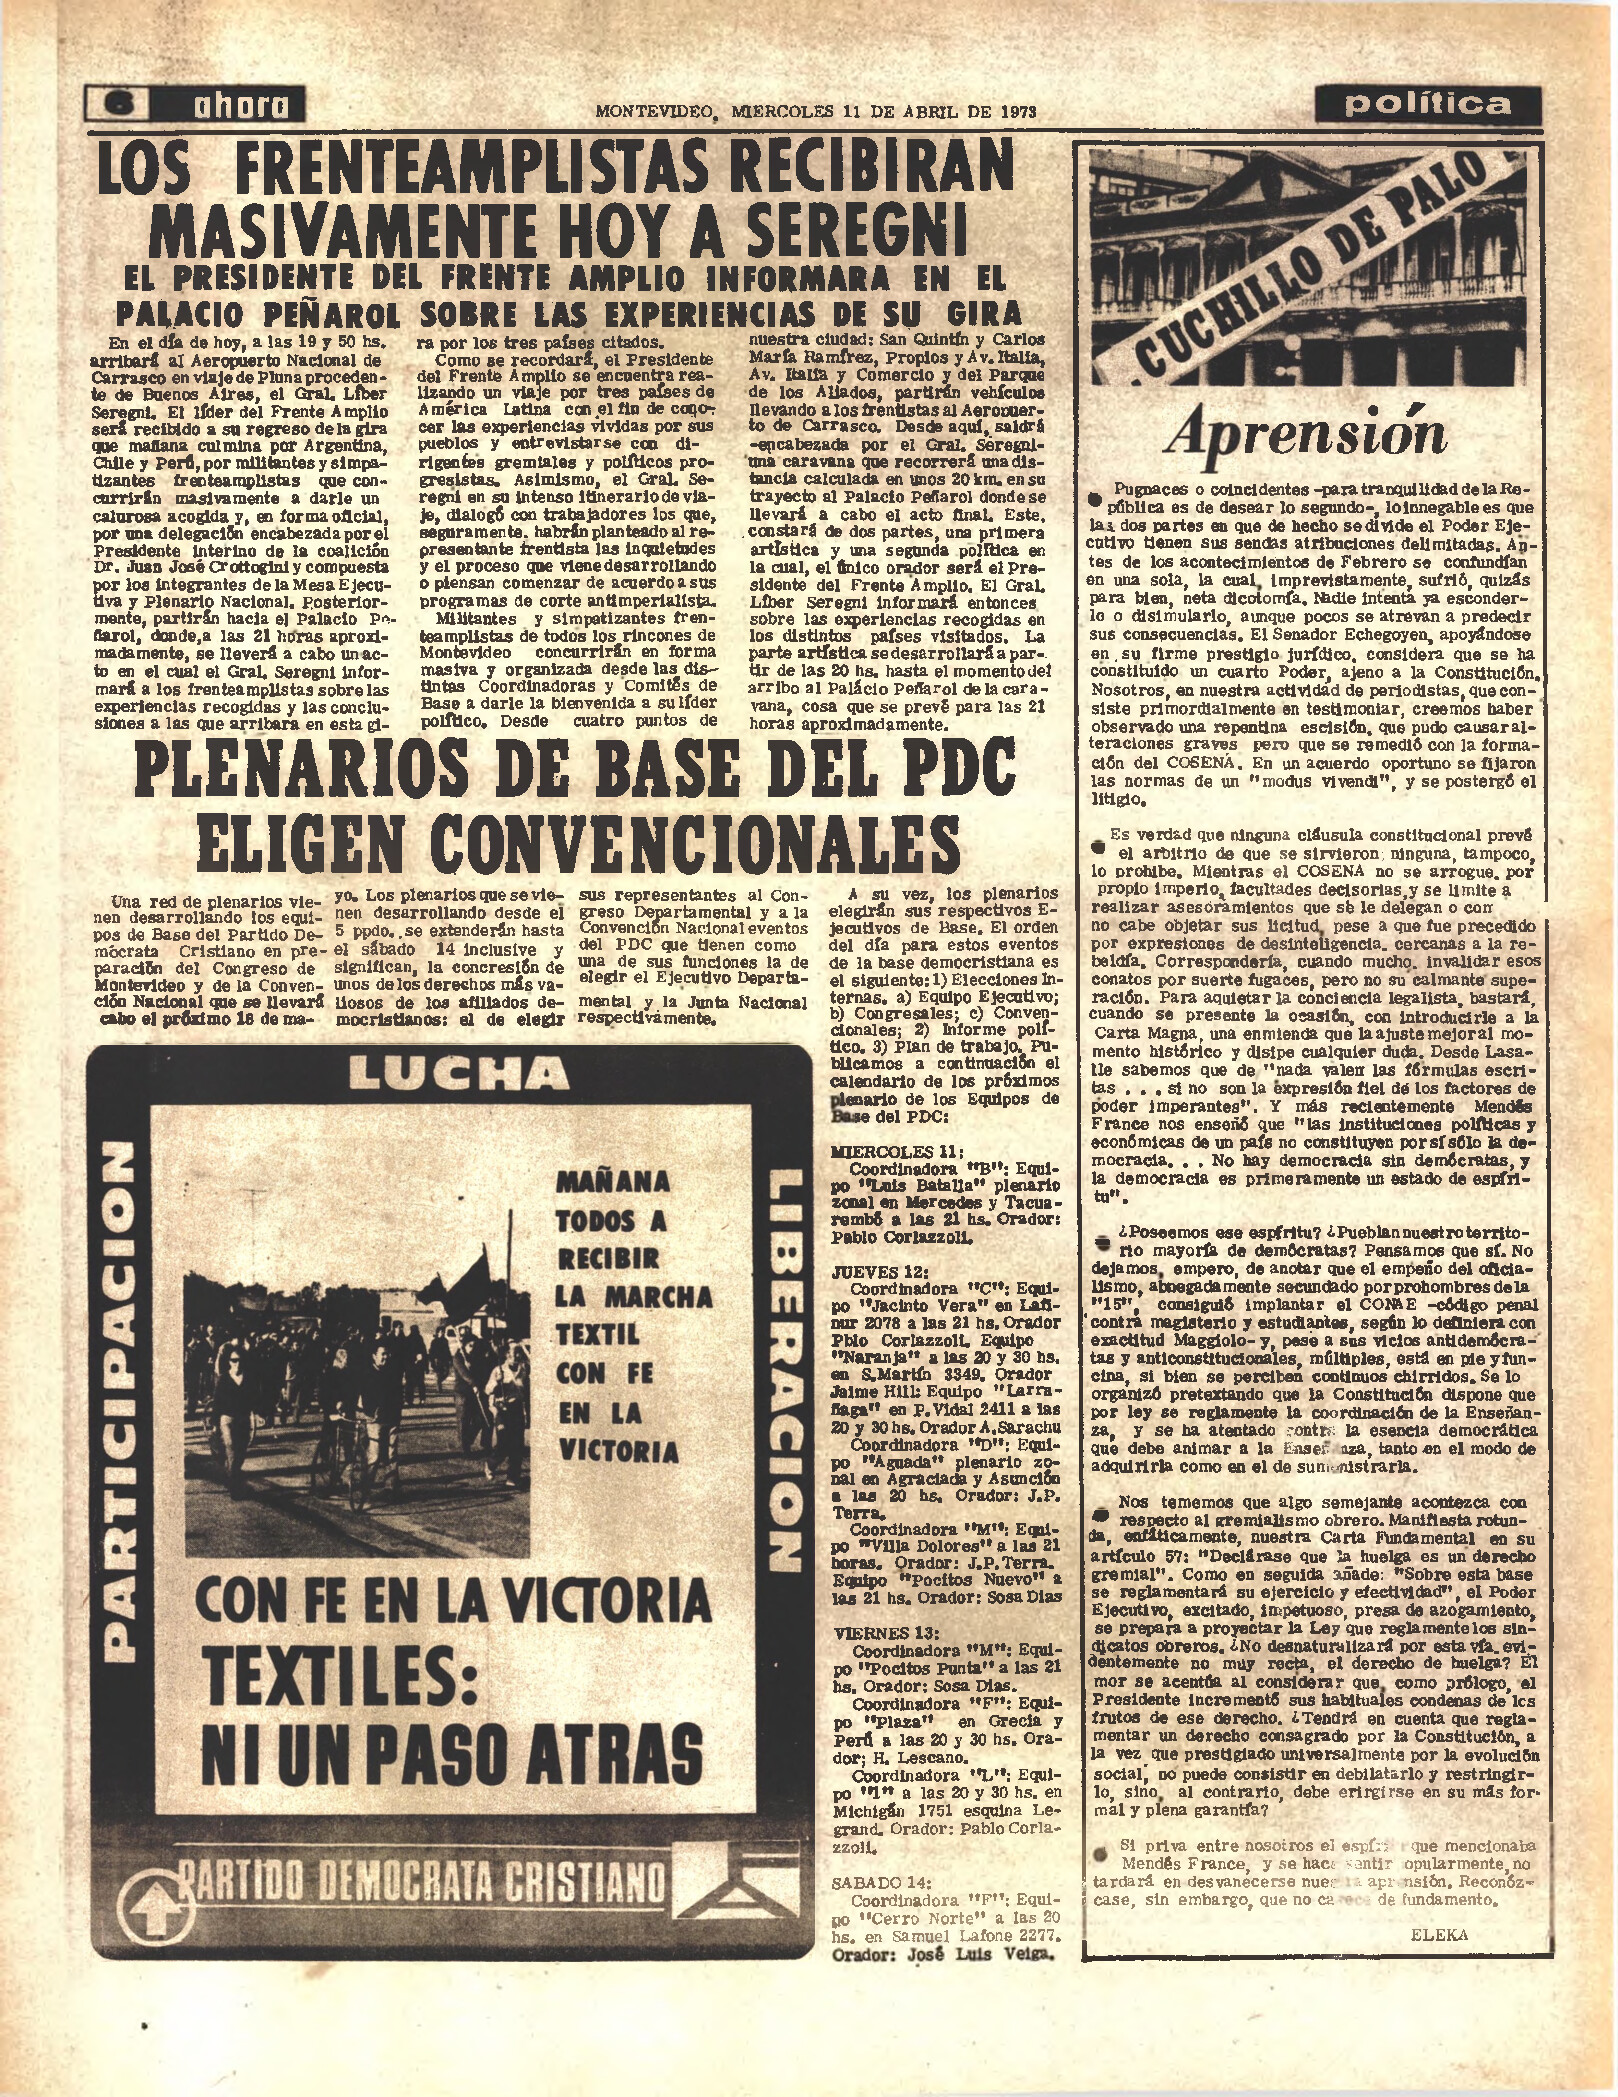 6 ahora
MONTEVIDEO, MIERCOLES 11 DE ABRIL DE 1973
política
LOS FRENTEAMPLISTAS RECIBIRAN
MASIVAMENTE HOY A SEREGNI
EL PRESIDENTE DEL FRENTE AMPLIO INFORMARA EN EL
PALACIO PEÑAROL SOBRE LAS EXPERIENCIAS DE SU GIRA
En el día de hoy, a las 19 y 50 hs.
arribará al Aeropuerto Nacional de
Carrasco en viaje de Pluna proceden-
te de Buenos Aires, el Gral. Líber
Seregni. El líder del Frente Amplio
será recibido a su regreso de la gira
que mañana culmina por Argentina,
Chile y Perú, por militantes y simpa-
tizantes frenteamplistas que con-
currirán masivamente a darle un
calurosa acogida y, en forma oficial,
por una delegación encabezada por el
Presidente Interino de la coalición
Dr. Juan José Crottogini y compuesta
por los integrantes de la Mesa Ejecu-
tiva y Plenario Nacional. Posterior-
mente, partirán hacia el Palacio Pe-
ñarol, donde, a las 21 horas aproxi-
madamente, se lleverá a cabo un ac-
to en el cual el Gral. Seregni infor-
mará a los frenteamplistas sobre las
experiencias recogidas y las conclu-
siones a las que arribara en esta gi-
ra por los tres países citados.
Como se recordará, el Presidente
del Frente Amplio se encuentra rea-
lizando un viaje por tres países de
América Latina con el fin de cono-
cer las experiencias vividas por sus
pueblos y entrevistarse con di-
rigentes gremiales y políticos pro-
gresistas. Asimismo, el Gral. Se-
regni en su intenso itinerario de via-
je, dialogó con trabajadores los que,
seguramente. habrán planteado al re-
presentante frentista las inquietudes
y el proceso que viene desarrollando
o piensan comenzar de acuerdo a sus
programas de corte antimperialista.
Militantes y simpatizantes fren-
teamplistas de todos los rincones de
Montevideo concurrirán en forma
masiva y organizada desde las dis-
tintas Coordinadoras y Comités de
Base a darle la bienvenida a su líder
político. Desde cuatro puntos de
nuestra ciudad: San Quintín y Carlos
María Ramírez, Propios y Av. Italia,
Av. Italia y Comercio y del Parque
de los Aliados, partirán vehículos
llevando a los frentistas al Aeropuer-
to de Carrasco. Desde aquí, saldrá
-encabezada por el Gral. Seregni-
una caravana que recorrerá una dis-
tancia calculada en unos 20 km. en su
trayecto al Palacio Peñarol donde se
llevará a cabo el acto final. Este,
constará de dos partes, una primera
artística y una segunda política en
la cual, el único orador será el Pre-
sidente del Frente Amplio. El Gral.
Líber Seregni informará entonces
sobre las experiencias recogidas en
los distintos países visitados. La
parte artística se desarrollará a par-
tir de las 20 hs. hasta el momento del
arribo al Palácio Peñarol de la cara-
vana, cosa que se prevé para las 21
horas aproximadamente.
PLENARIOS DE BASE DEL PDC
ELIGEN CONVENCIONALES
Una red de plenarios vie-
nen desarrollando los equi-
pos de Base del Partido De-
mócrata Cristiano en pre-
paración del Congreso de
Montevideo y de la Conven-
ción Nacional que se llevará
cabo el próximo 18 de ma-
yo. Los plenarios que se vie-
nen desarrollando desde el
5 ppdo., se extenderán hasta
el sábado 14 inclusive y
significan, la concresión de
unos de los derechos más va-
liosos de los afiliados de-
mocristianos: el de elegir
sus representantes al Con-
greso Departamental y a la
Convención Nacional eventos
del PDC que tienen como
una de sus funciones la de
elegir el Ejecutivo Departa-
mental y la Junta Nacional
respectivámente.
A su vez, los plenarios
elegirán sus respectivos E-
jecutivos de Base. El orden
del día para estos eventos
de la base democristiana es
el siguiente: 1) Elecciones In-
ternas. a) Equipo Ejecutivo;
b) Congresales; c) Conven-
cionales; 2) Informe polí-
tico. 3) Plan de trabajo. Pu-
blicamos a continuación el
calendario de los próximos
plenario de los Equipos de
Base del PDC:
MIERCOLES 11:
Coordinadora "B": Equi-
po "Luis Batalla" plenario
zonal en Mercedes y Tacua-
rembó a las 21 hs. Orador:
Pablo Corlazzoli.
JUEVES 12:
Coordinadora "C": Equi-
po "Jacinto Vera" en Lafi-
nur 2078 a las 21 hs. Orador
Pblo Corlazzoli. Equipo
"Naranja" a las 20 y 30 hs.
en S. Martín 3349. Orador
Jaime Hill: Equipo "Larra-
ñaga" en P. Vidal 2411 a las
20 y 30 hs. Orador A. Sarachu
Coordinadora "D": Equi-
po "Aguada" plenario zo-
nal en Agraciada y Asunción
a las 20 hs. Orador: J.P.
Terra.
Coordinadora "M": Equi-
po "Villa Dolores" a las 21
horas. Orador: J.P. Terra.
Equipo "Pocitos Nuevo" a
las 21 hs. Orador: Sosa Dias
VIERNES 13:
Coordinadora "M": Equi-
po "Pocitos Punta" a las 21
hs. Orador: Sosa Dias.
Coordinadora "F": Equi-
po "Plaza" en Grecia y
Perú a las 20 y 30 hs. Ora-
dor; H. Lescano.
Coordinadora "L": Equi-
po "1" a las 20 y 30 hs. en
Michigán 1751 esquina Le-
grand. Orador: Pablo Corla-
zzoli.
SABADO 14:
Coordinadora "F": Equi-
po "Cerro Norte" a las 20
hs. en Samuel Lafone 2277.
Orador: José Luis Veiga.
LUCHA
PARTICIPACION
LIBERACION
MAÑANA
TODOS A
RECIBIR
LA MARCHA
TEXTIL
CON FE
EN LA
VICTORIA
CON FE EN LA VICTORIA
TEXTILES:
NI UN PASO ATRAS
PARTIDO DEMOCRATA CRISTIANO
CUCHILLO DE PALO
Aprensión
Pugnaces o coincidentes -para tranquilidad de la Re-
pública es de desear lo segundo-, lo innegable es que
las dos partes en que de hecho se divide el Poder Eje-
cutivo tienen sus sendas atribuciones delimitadas. An-
tes de los acontecimientos de Febrero se confundían
en una sola, la cual, imprevistamente, sufrió, quizás
para bien, neta dicotomía. Nadie intenta ya esconder-
lo o disimularlo, aunque pocos se atrevan a predecir
sus consecuencias. El Senador Echegoyen, apoyándose
en su firme prestigio jurídico, considera que se ha
constituído un cuarto Poder, ajeno a la Constitución.
Nosotros, en nuestra actividad de periodistas, que con-
siste primordialmente en testimoniar, creemos haber
observado una repentina escisión, que pudo causar al-
teraciones graves pero que se remedió con la forma-
ción del COSENA. En un acuerdo oportuno se fijaron
las normas de un "modus vivendi", y se postergó el
litigio.
Es verdad que ninguna cláusula constitucional prevé
el arbitrio de que se sirvieron; ninguna, tampoco,
lo prohibe. Mientras el COSENA no se arrogue, por
propio imperio, facultades decisorias, y se limite a
realizar asesoramientos que se le delegan o con
no cabe objetar sus licitud, pese a que fue precedido
por expresiones de desinteligencia, cercanas a la re-
beldía. Correspondería, cuando mucho, invalidar esos
conatos por suerte fugaces, pero no su calmante supe-
ración. Para aquietar la conciencia legalista, bastará,
cuando se presente la ocasión, con introducirle a la
Carta Magna, una enmienda que la ajuste mejor al mo-
mento histórico y disipe cualquier duda. Desde Lasa-
lle sabemos que de "nada valen las fórmulas escri-
tas . . . si no son la expresión fiel de los factores de
poder imperantes". Y más recientemente Mendés
France nos enseñó que "las instituciones políticas y
económicas de un país no constituyen por sí sólo la de-
mocracia. . . No hay democracia sin demócratas, y
la democracia es primeramente un estado de espíri-
tu".
¿Poseemos ese espíritu? ¿Pueblan nuestro territo-
rio mayoría de demócratas? Pensamos que sí. No
dejamos, empero, de anotar que el empeño del oficia-
lismo, abnegadamente secundado por prohombres de la
"15", consiguió implantar el CONAE -código penal
contra magisterio y estudiantes, según lo definiera con
exactitud Maggiolo- y, pese a sus vicios antidemócra-
tas y anticonstitucionales, múltiples, está en pie y fun-
cina, si bien se perciben continuos chirridos. Se lo
organizó pretextando que la Constitución dispone que
por ley se reglamente la coordinación de la Enseñan-
za, y se ha atentado contra la esencia democrática
que debe animar a la Enseñanza, tanto en el modo de
adquirirla como en el de suministrarla.
Nos tememos que algo semejante acontezca con
respecto al gremialismo obrero. Manifiesta rotun-
da, enfáticamente, nuestra Carta Fundamental en su
artículo 57: "Declárase que la huelga es un derecho
gremial". Como en seguida añade: "Sobre esta base
se reglamentará su ejercicio y efectividad", el Poder
Ejecutivo, excitado, impetuoso, presa de azogamiento,
se prepara a proyectar la Ley que reglamente los sin-
dicatos obreros. ¿No desnaturalizará por esta vía, evi-
dentemente no muy recta, el derecho de huelga? El
mor se acentúa al considerar que, como prólogo, el
Presidente incrementó sus habituales condenas de los
frutos de ese derecho. ¿Tendrá en cuenta que regla-
mentar un derecho consagrado por la Constitución, a
la vez que prestigiado universalmente por la evolución
social, no puede consistir en debilatarlo y restringir-
lo, sino, al contrario, debe erirgirse en su más for-
mal y plena garantía?
Si priva entre nosotros el que mencionaba
Mendés France, y se hace sentir opularmente, no
tardará en desvanecerse aprensión. Reconóz-
case, sin embargo, que no carece de fundamento.
ELEKA